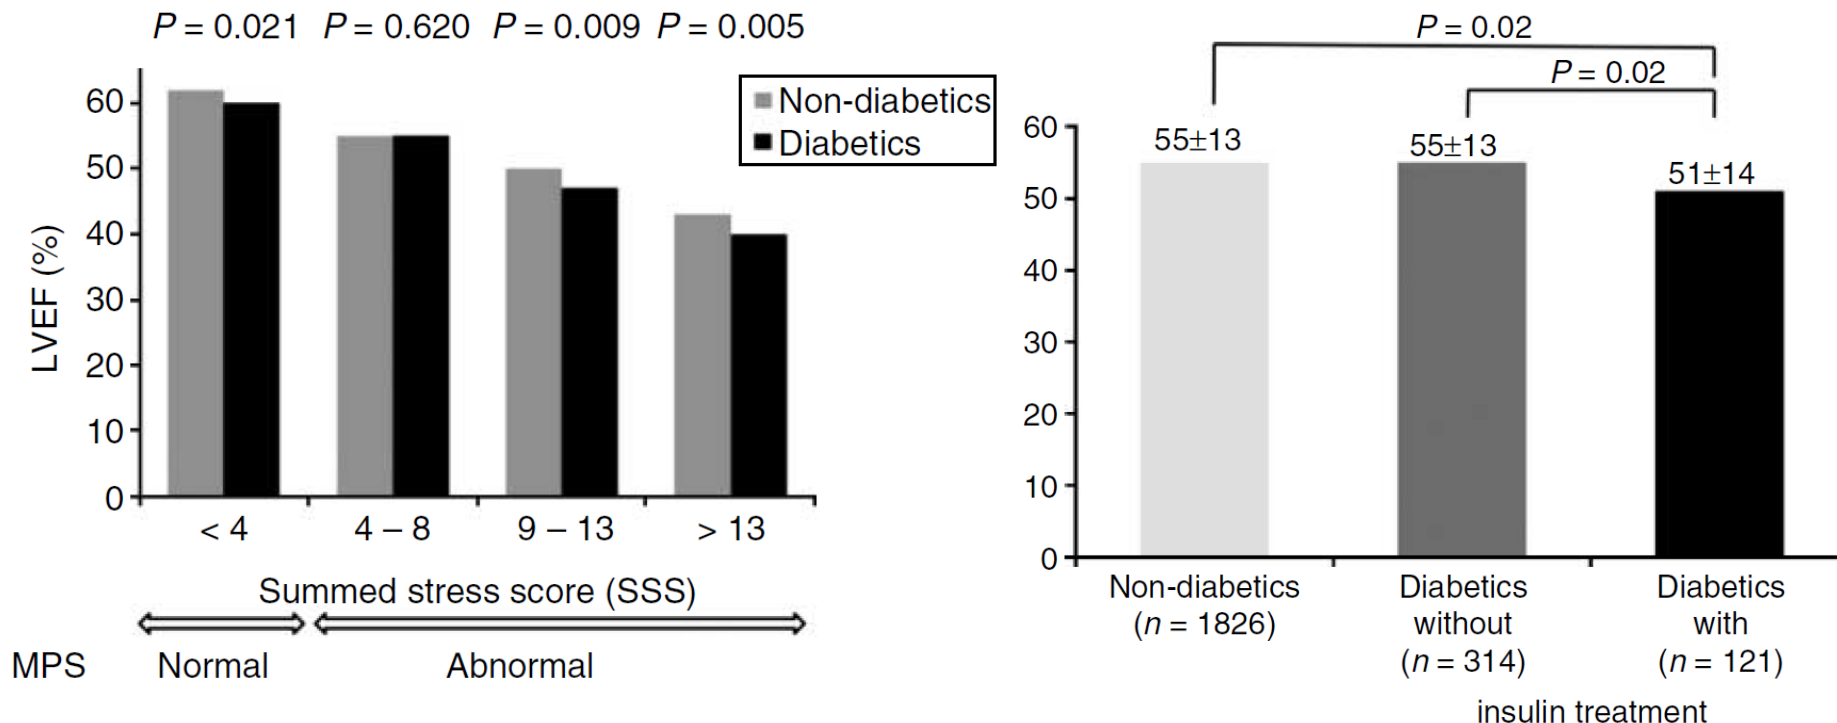 P = 0.021 P = 0.620 P = 0.009 P = 0.005
Non-diabetics
Diabetics
LVEF (%)
60
50
40
30
20
10
0
< 4 4 – 8 9 – 13 > 13
Summed stress score (SSS)
MPS Normal Abnormal
P = 0.02
P = 0.02
60
50
40
30
20
10
0
55±13 55±13 51±14
Non-diabetics
(n = 1826)
Diabetics
without
(n = 314)
Diabetics
with
(n = 121)
insulin treatment